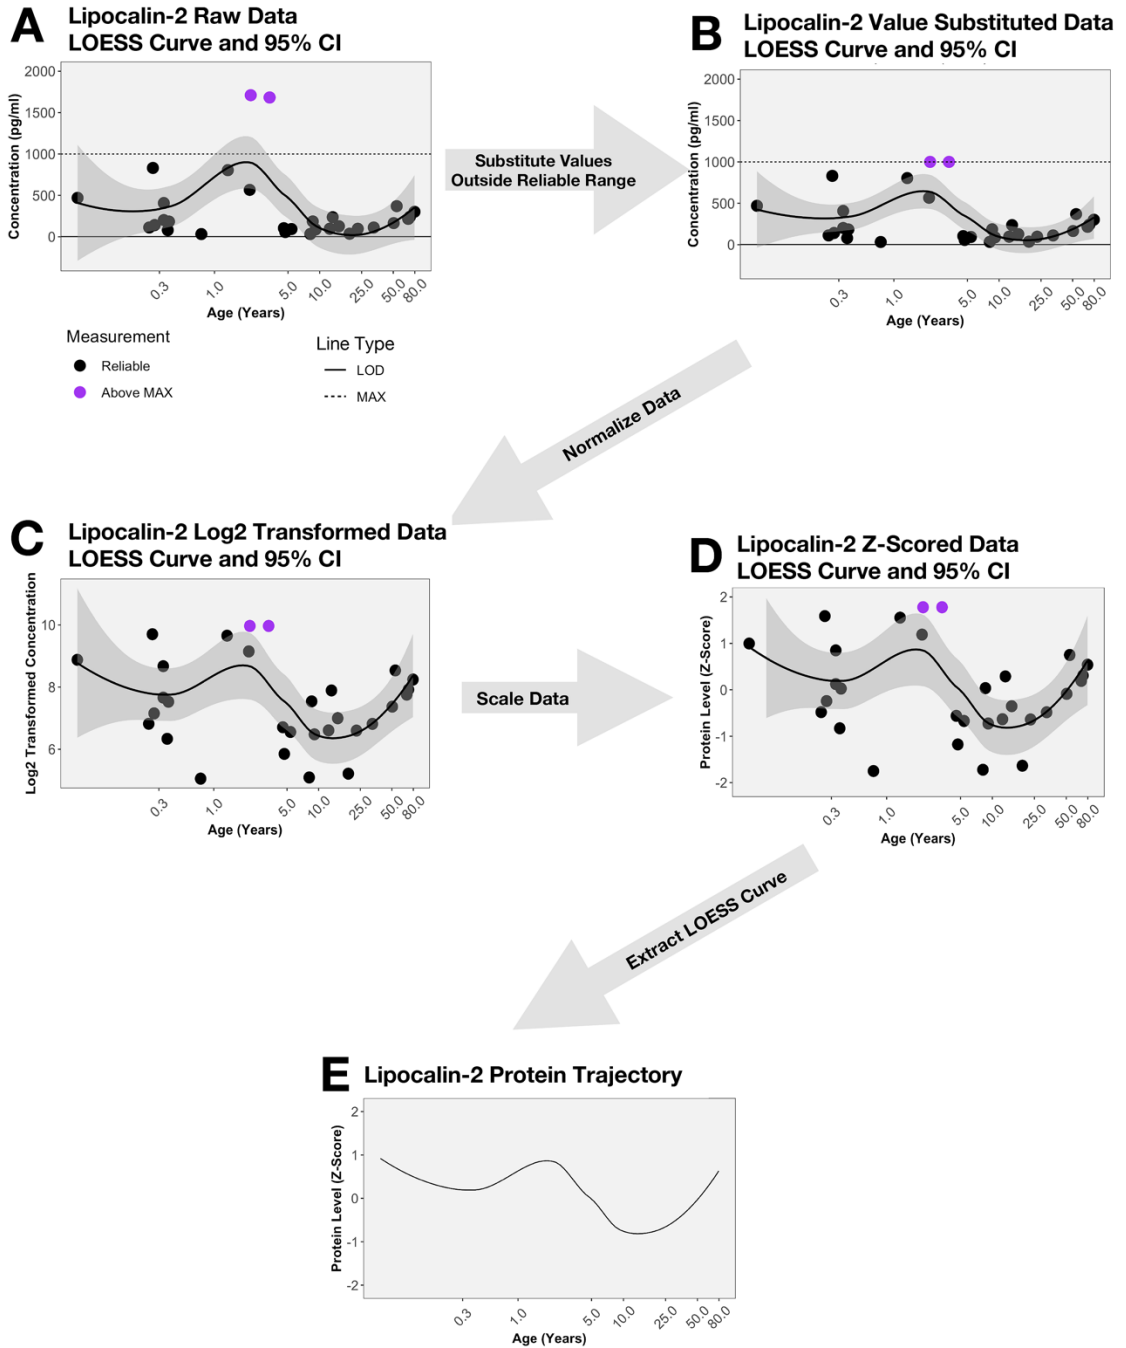 A
Lipocalin-2 Raw Data
LOESS Curve and 95% CI
Concentration (pg/ml)
2000
1500
1000
500
0
0.3
1.0
5.0
10.0
25.0
50.0
80.0
Age (Years)
Measurement
Reliable
Above MAX
Line Type
LOD
MAX
Substitute Values
Outside Reliable Range
B
Lipocalin-2 Value Substituted Data
LOESS Curve and 95% CI
Concentration (pg/ml)
2000
1500
1000
500
0
0.3
1.0
5.0
10.0
25.0
50.0
80.0
Age (Years)
Normalize Data
C
Lipocalin-2 Log2 Transformed Data
LOESS Curve and 95% CI
Log2 Transformed Concentration
10
8
6
0.3
1.0
5.0
10.0
25.0
50.0
80.0
Age (Years)
Scale Data
D
Lipocalin-2 Z-Scored Data
LOESS Curve and 95% CI
Protein Level (Z-Score)
2
1
0
-1
-2
0.3
1.0
5.0
10.0
25.0
50.0
80.0
Age (Years)
Extract LOESS Curve
E
Lipocalin-2 Protein Trajectory
Protein Level (Z-Score)
2
1
0
-1
-2
0.3
1.0
5.0
10.0
25.0
50.0
80.0
Age (Years)